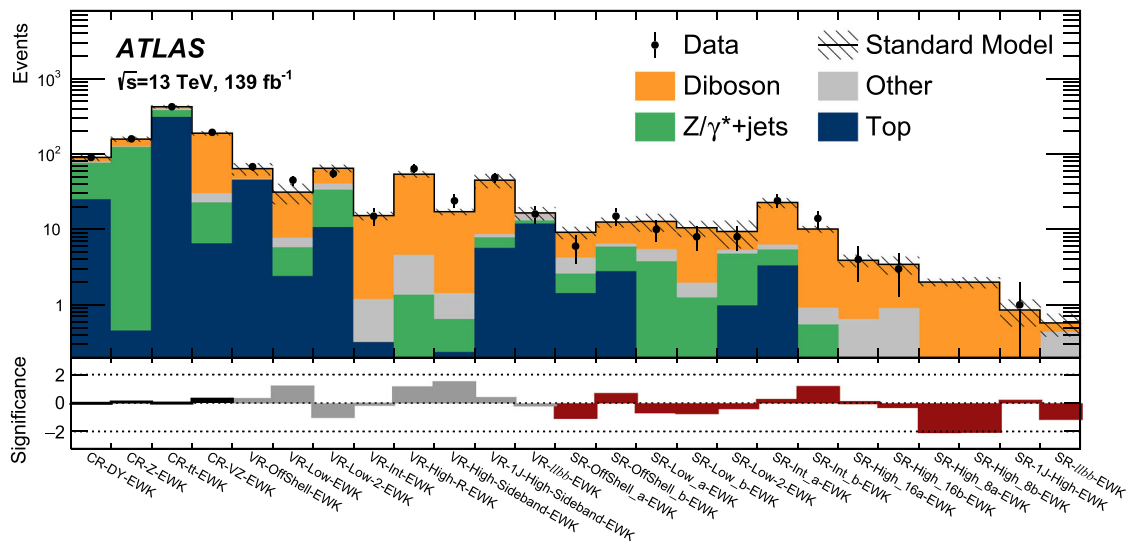 Events
10³
10²
10
1
ATLAS
√s=13 TeV, 139 fb⁻¹
Data
Standard Model
Diboson
Other
Z/γ*+jets
Top
Significance
2
0
−2
CR-DY-EWK
CR-Z-EWK
CR-tt-EWK
CR-VZ-EWK
VR-OffShell-EWK
VR-Low-EWK
VR-Low-2-EWK
VR-Int-EWK
VR-High-R-EWK
VR-High-Sideband-EWK
VR-1J-High-Sideband-EWK
VR-llbb-EWK
SR-OffShell_a-EWK
SR-OffShell_b-EWK
SR-Low_a-EWK
SR-Low_b-EWK
SR-Low-2-EWK
SR-Int_a-EWK
SR-Int_b-EWK
SR-High_16a-EWK
SR-High_16b-EWK
SR-High_8a-EWK
SR-High_8b-EWK
SR-1J-High-EWK
SR-llbb-EWK